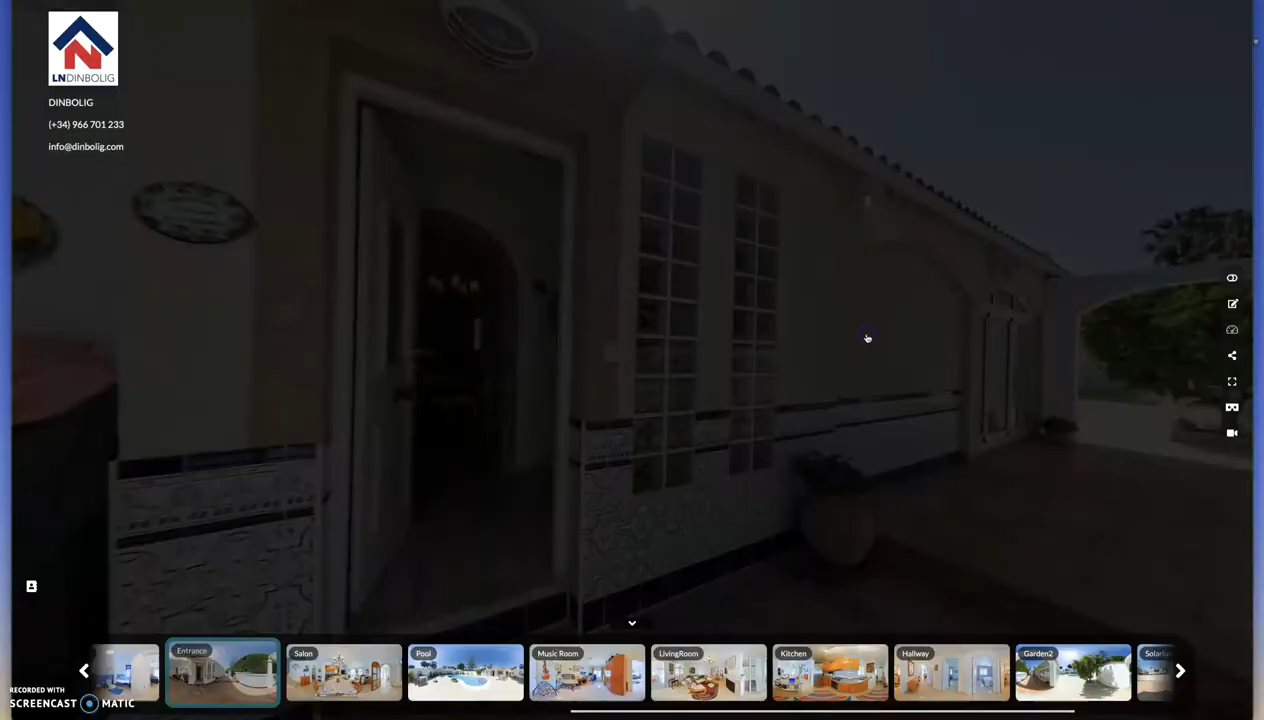 LNDINBOLIG
DINBOLIG
(+34) 966 701 233
info@dinbolig.com
Entrance
Salon
Pool
Music Room
LivingRoom
Kitchen
Hallway
Garden2
Solarium
RECORDED WITH
SCREENCAST MATIC